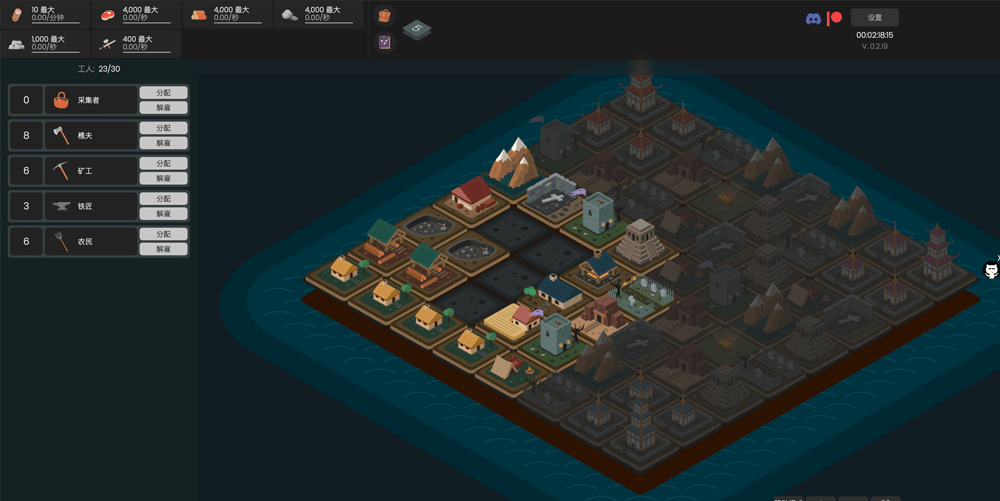 10 最大
0.00/分钟
4,000 最大
0.00/秒
4,000 最大
0.00/秒
4,000 最大
0.00/秒
1,000 最大
0.00/秒
400 最大
0.00/秒
5
设置
00:02:18:15
V. 0.2.19
工人: 23/30
0
采集者
分配
解雇
8
樵夫
分配
解雇
6
矿工
分配
解雇
3
铁匠
分配
解雇
6
农民
分配
解雇